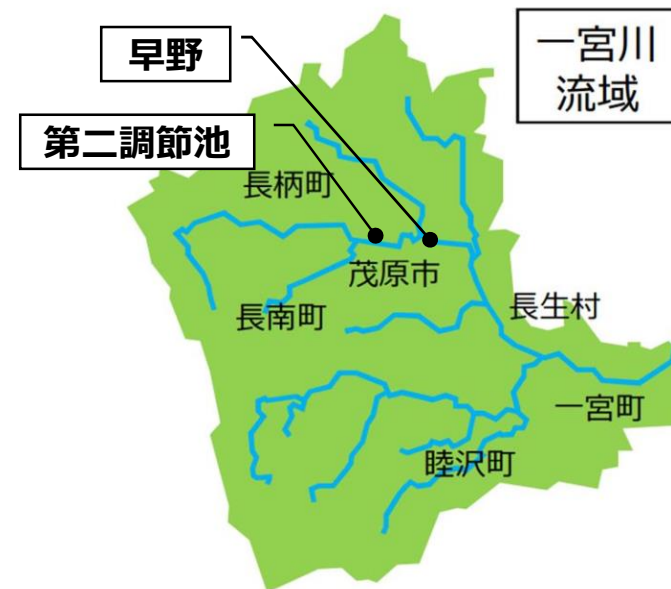 一宮川
流域
早野
第二調節池
長柄町
茂原市
長南町
長生村
一宮町
睦沢町